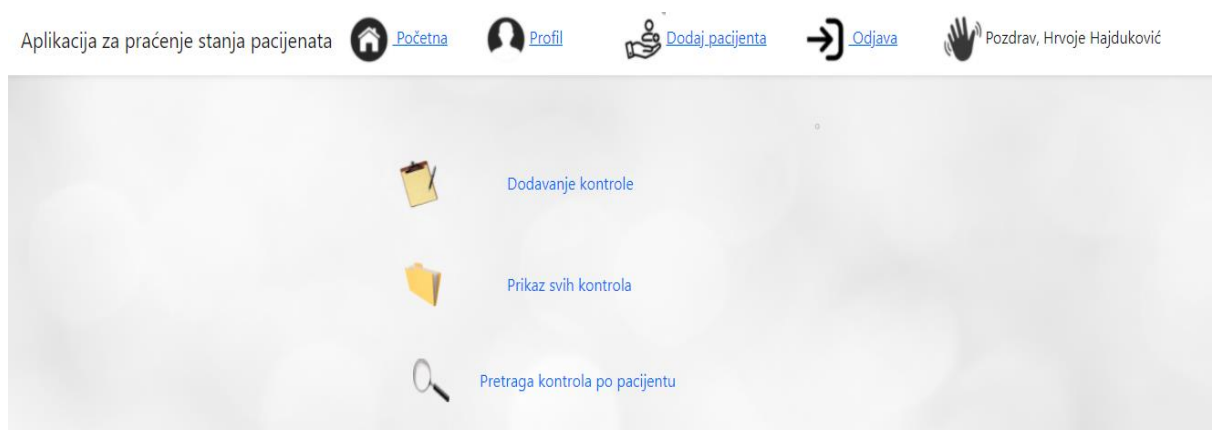 Aplikacija za praćenje stanja pacijenata Početna Profil Dodaj pacijenta Odjava Pozdrav, Hrvoje Hajduković
Dodavanje kontrole
Prikaz svih kontrola
Pretraga kontrola po pacijentu